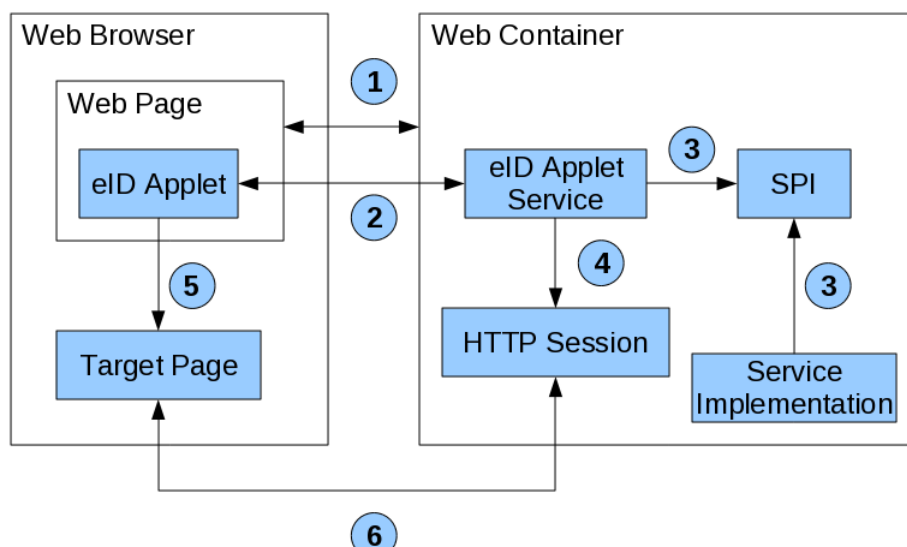 Web Browser
Web Container
Web Page
1
eID Applet
2
eID Applet
Service
3
SPI
5
4
3
Target Page
HTTP Session
Service
Implementation
6